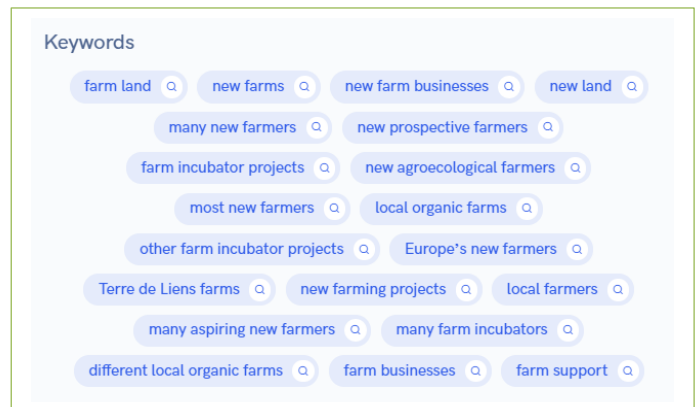 Keywords
farm land new farms new farm businesses new land
many new farmers new prospective farmers
farm incubator projects new agroecological farmers
most new farmers local organic farms
other farm incubator projects Europe’s new farmers
Terre de Liens farms new farming projects local farmers
many aspiring new farmers many farm incubators
different local organic farms farm businesses farm support